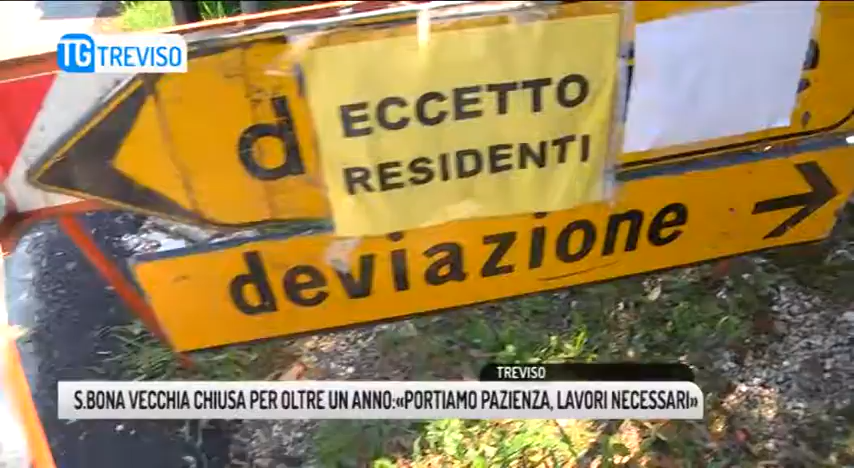 TG TREVISO
ECCETTO
RESIDENTI
d
deviazione
TREVISO
S.BONA VECCHIA CHIUSA PER OLTRE UN ANNO:«PORTIAMO PAZIENZA, LAVORI NECESSARI»